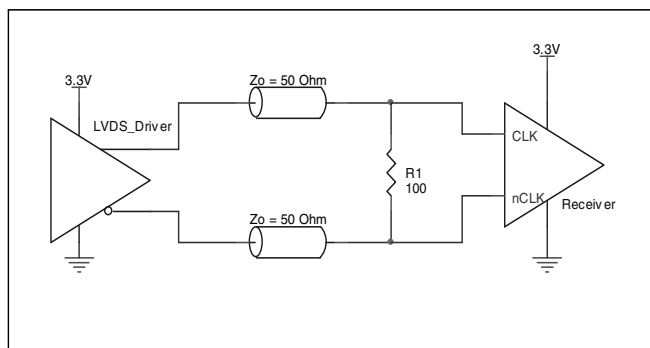 3.3V
LVDS_Driver
Zo = 50 Ohm
Zo = 50 Ohm
R1
100
3.3V
CLK
nCLK
Receiver